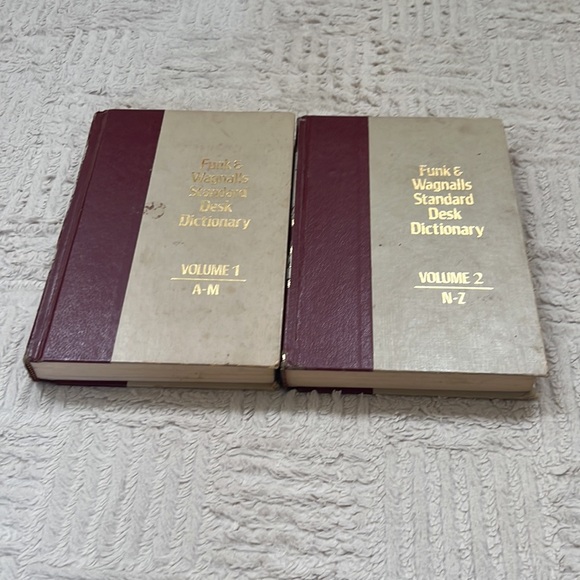 Funk &
Wagnalls
Standard
Desk
Dictionary
VOLUME 1
A-M
Funk &
Wagnalls
Standard
Desk
Dictionary
VOLUME 2
N-Z